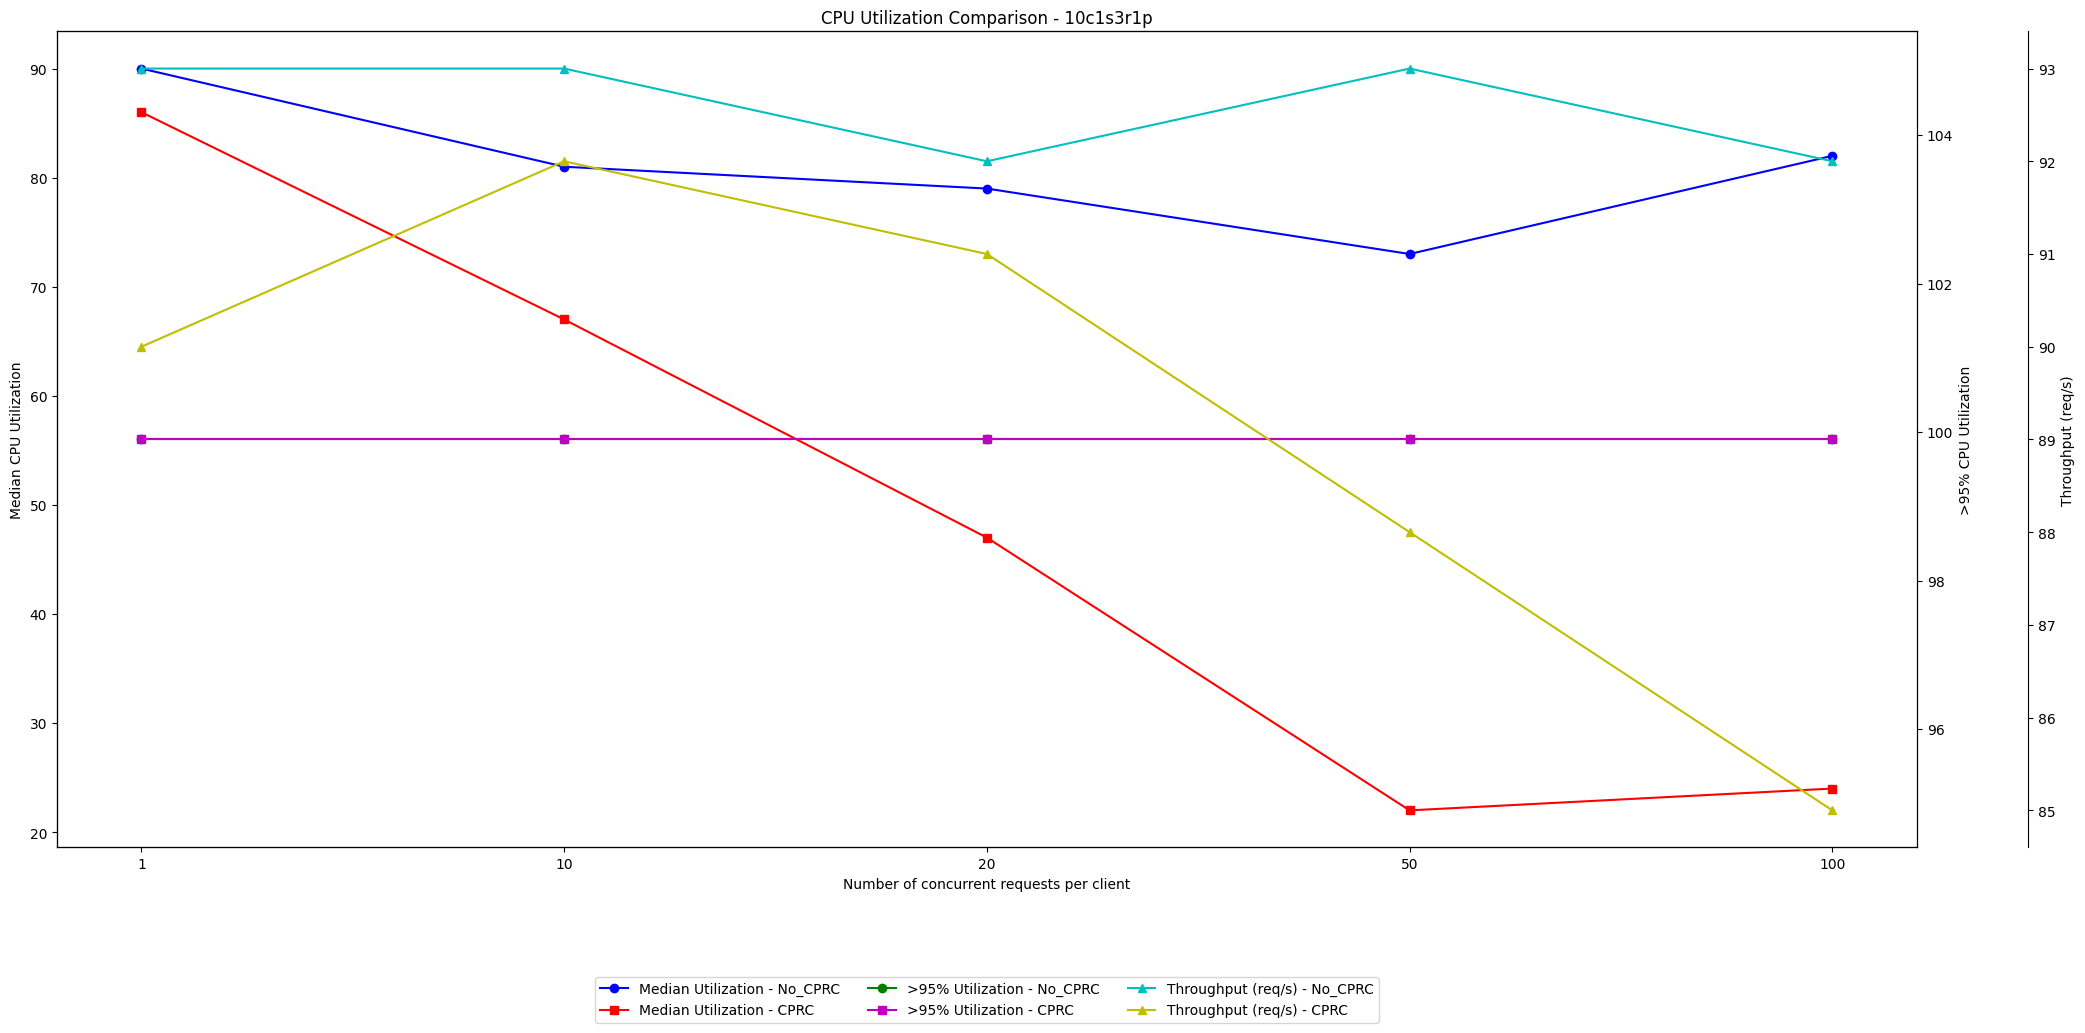 CPU Utilization Comparison - 10c1s3r1p
90
80
70
60
50
40
30
20
Median CPU Utilization
104
102
100
98
96
>95% CPU Utilization
93
92
91
90
89
88
87
86
85
Throughput (req/s)
1 10 20 50 100
Number of concurrent requests per client
Median Utilization - No_CPRC >95% Utilization - No_CPRC Throughput (req/s) - No_CPRC
Median Utilization - CPRC >95% Utilization - CPRC Throughput (req/s) - CPRC